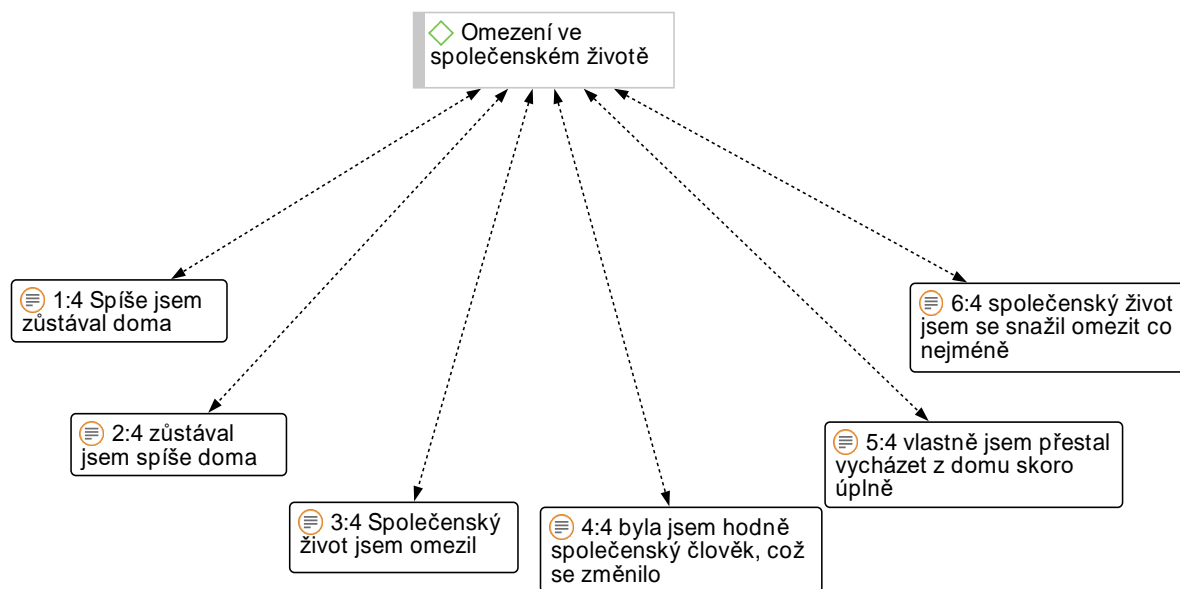 Omezení ve
společenském životě
1:4 Spíše jsem
zůstával doma
2:4 zůstával
jsem spíše doma
3:4 Společenský
život jsem omezil
4:4 byla jsem hodně
společenský člověk, což
se změnilo
5:4 vlastně jsem přestal
vycházet z domu skoro
úplně
6:4 společenský život
jsem se snažil omezit co
nejméně